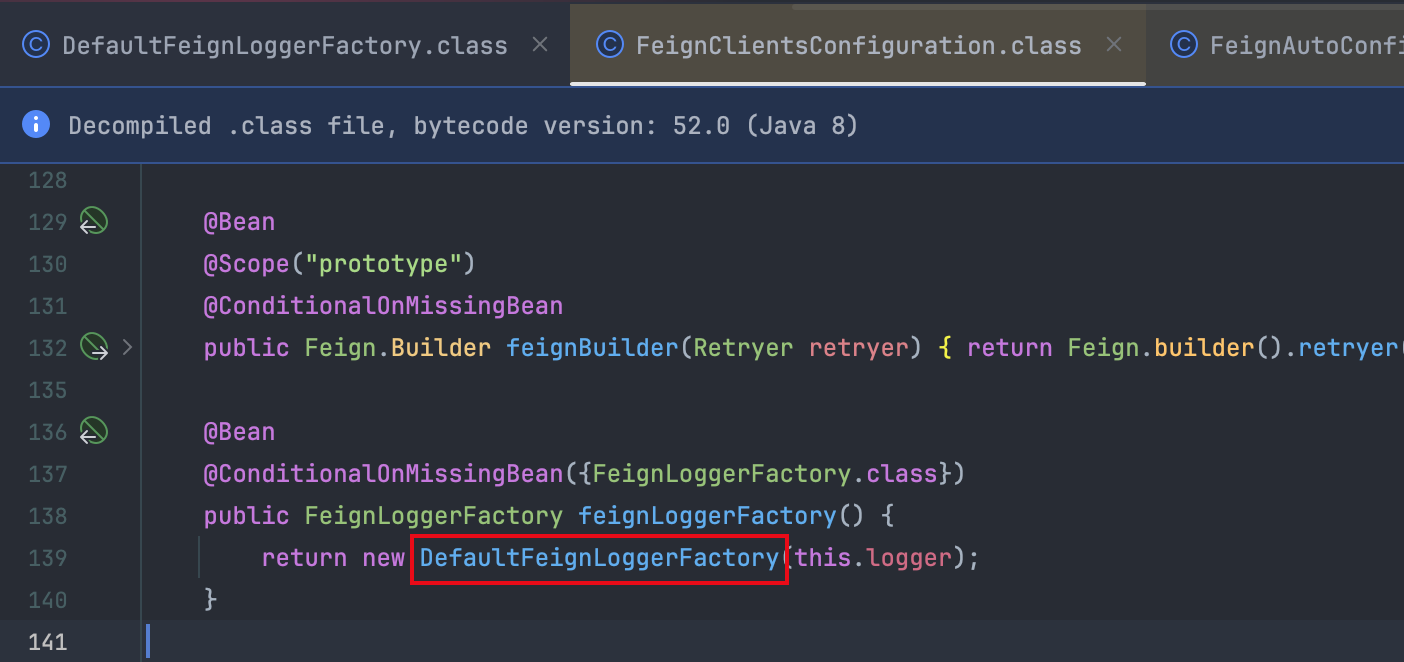 DefaultFeignLoggerFactory.class × FeignClientsConfiguration.class × FeignAutoConfi
Decompiled .class file, bytecode version: 52.0 (Java 8)
128
129 @Bean
130 @Scope("prototype")
131 @ConditionalOnMissingBean
132 public Feign.Builder feignBuilder(Retryer retryer) { return Feign.builder().retryer(
135
136 @Bean
137 @ConditionalOnMissingBean({FeignLoggerFactory.class})
138 public FeignLoggerFactory feignLoggerFactory() {
139 return new DefaultFeignLoggerFactory(this.logger);
140 }
141